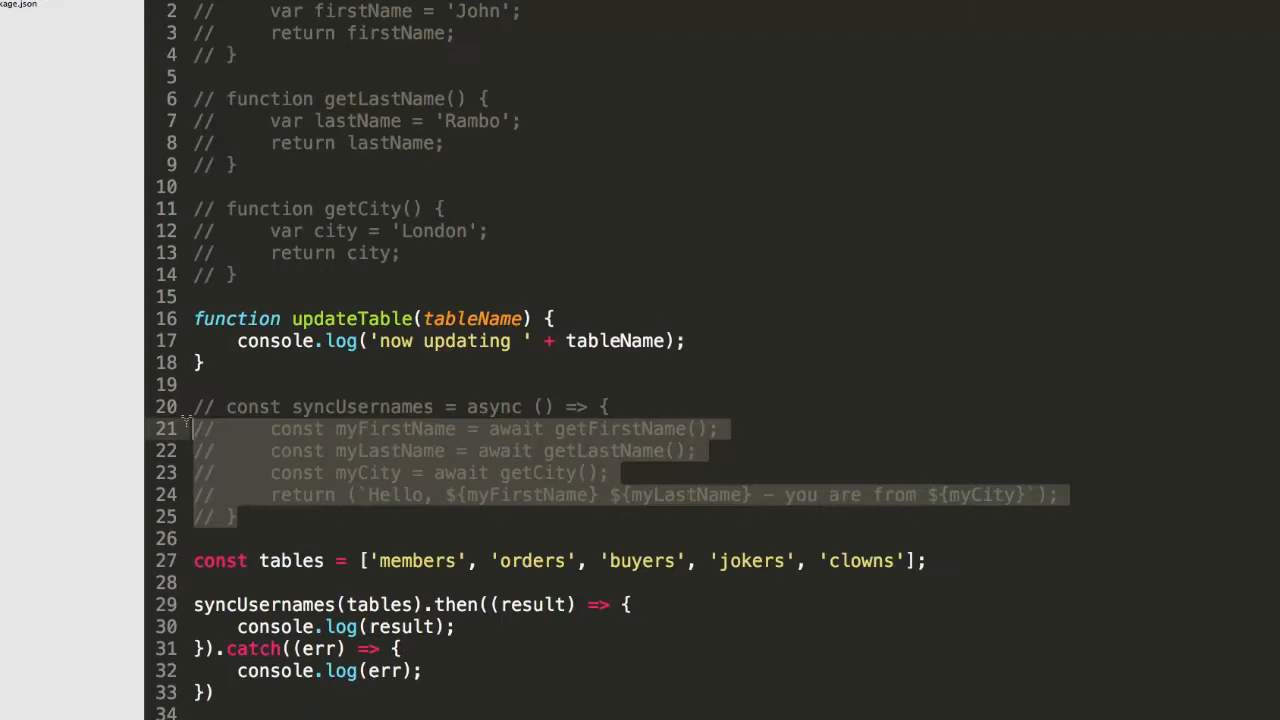 kage.json
2 // var firstName = 'John';
3 // return firstName;
4 // }
5
6 // function getLastName() {
7 // var lastName = 'Rambo';
8 // return lastName;
9 // }
10
11 // function getCity() {
12 // var city = 'London';
13 // return city;
14 // }
15
16 function updateTable(tableName) {
17 console.log('now updating ' + tableName);
18 }
19
20 // const syncUsernames = async () => {
21 // const myFirstName = await getFirstName();
22 // const myLastName = await getLastName();
23 // const myCity = await getCity();
24 // return (`Hello, ${myFirstName} ${myLastName} – you are from ${myCity}`);
25 // }
26
27 const tables = ['members', 'orders', 'buyers', 'jokers', 'clowns'];
28
29 syncUsernames(tables).then((result) => {
30 console.log(result);
31 }).catch((err) => {
32 console.log(err);
33 })
34